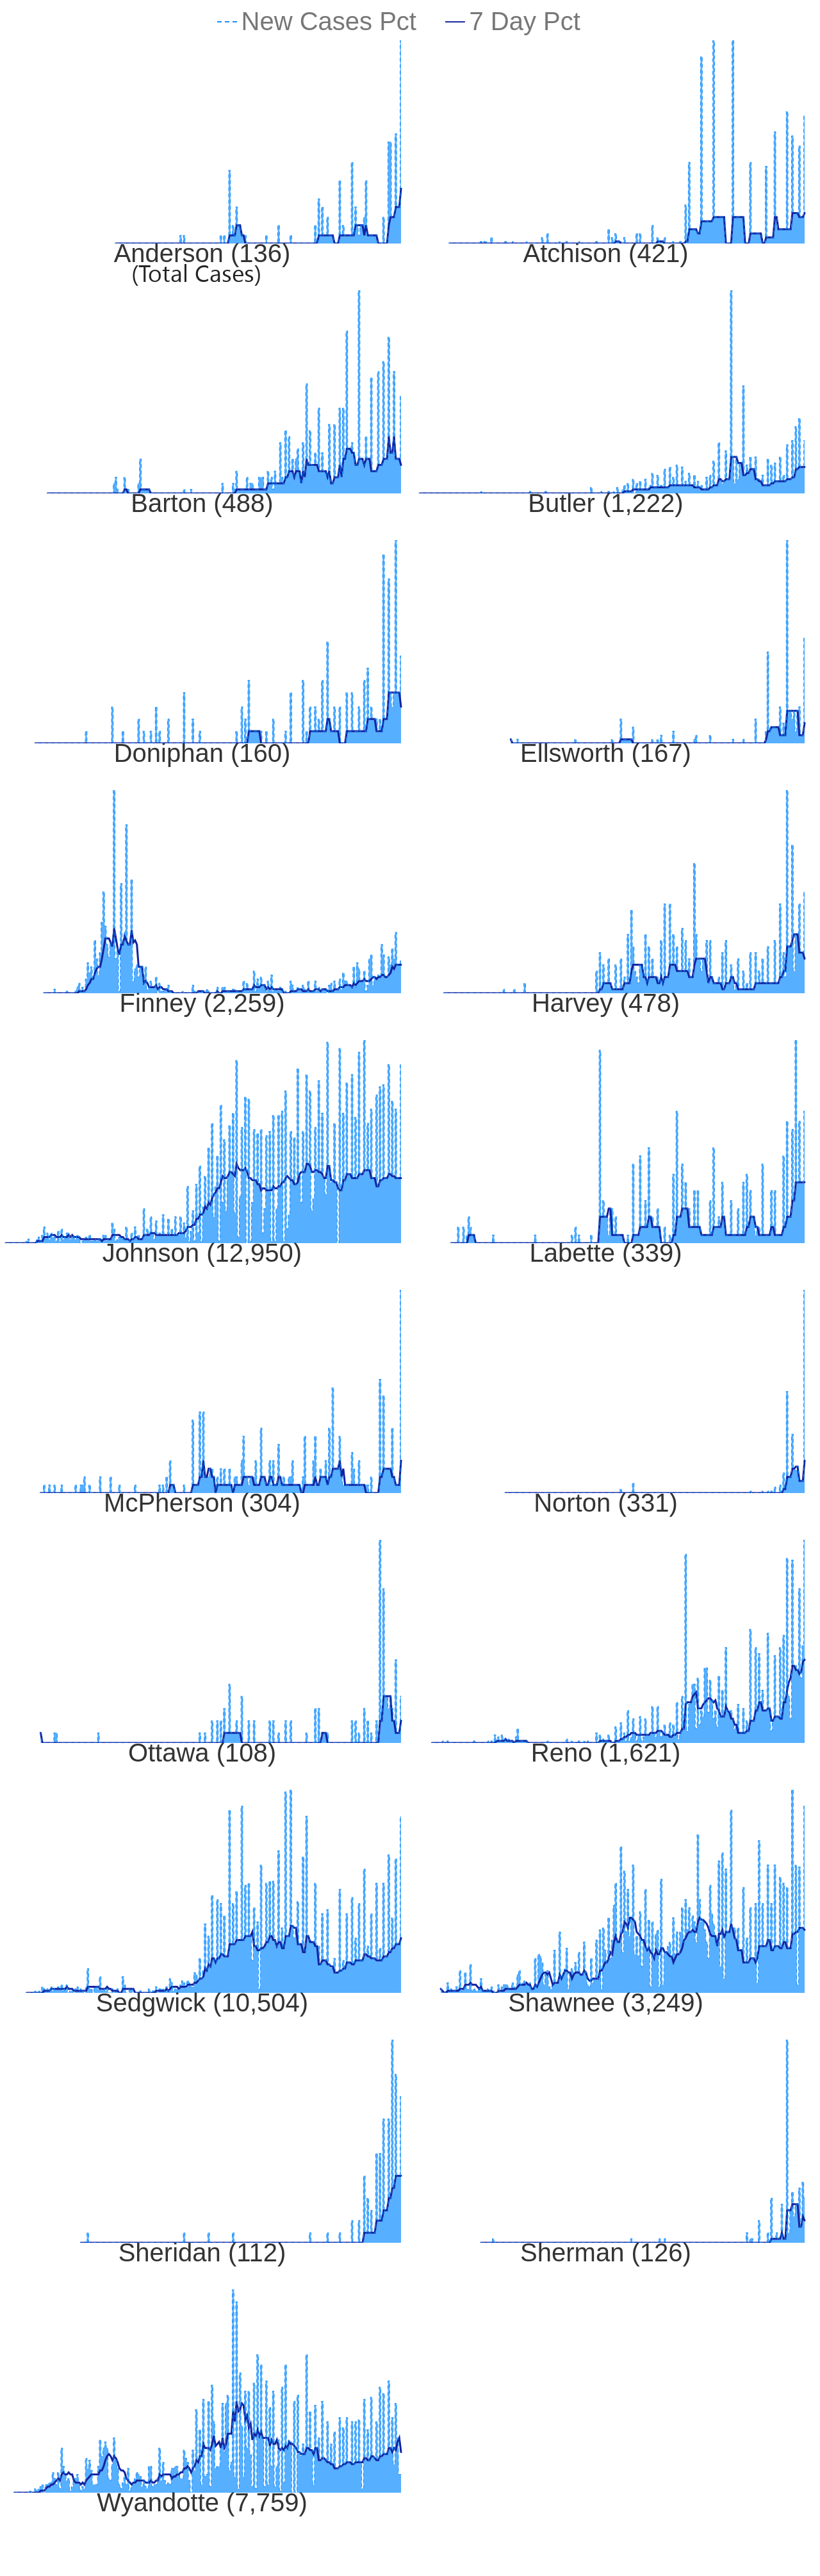 New Cases Pct 7 Day Pct
Anderson (136) Atchison (421)
(Total Cases)
Barton (488) Butler (1,222)
Doniphan (160) Ellsworth (167)
Finney (2,259) Harvey (478)
Johnson (12,950) Labette (339)
McPherson (304) Norton (331)
Ottawa (108) Reno (1,621)
Sedgwick (10,504) Shawnee (3,249)
Sheridan (112) Sherman (126)
Wyandotte (7,759)